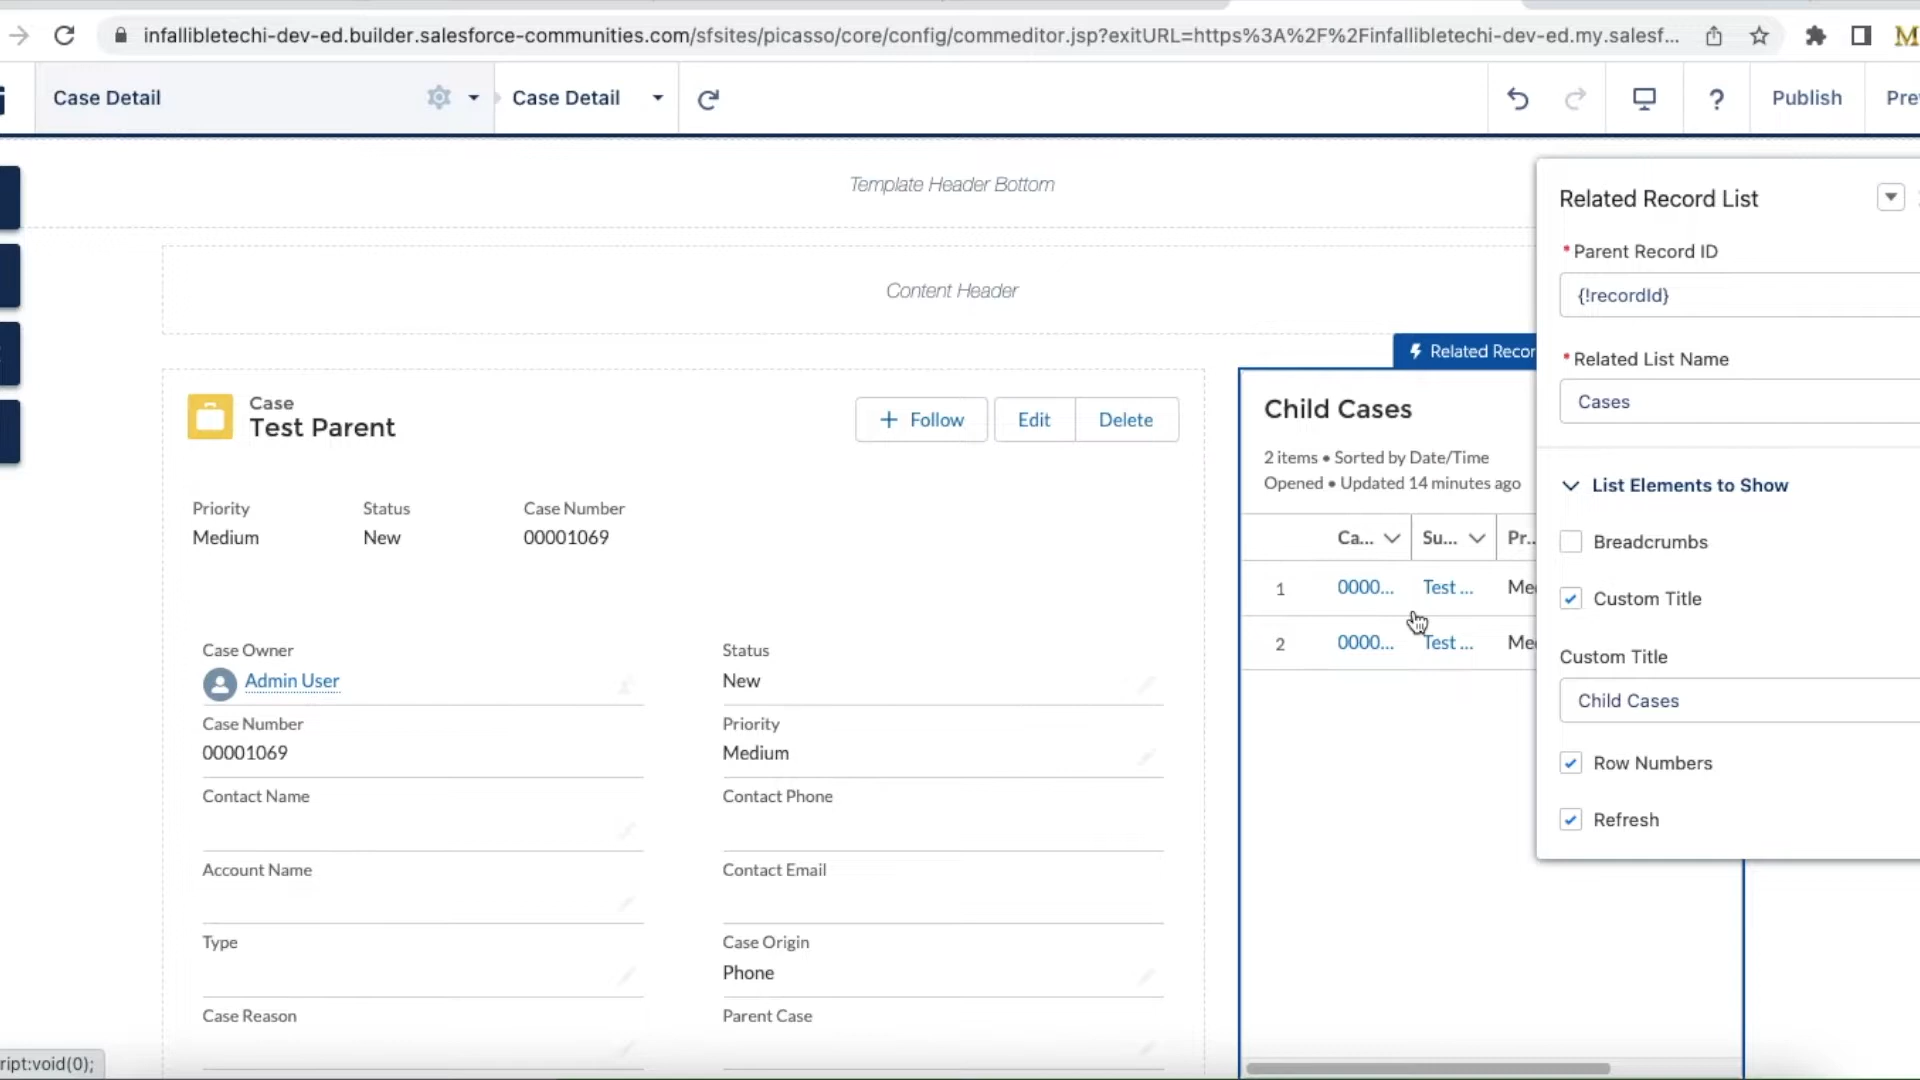 infallibletechi-dev-ed.builder.salesforce-communities.com/sfsites/picasso/core/config/commeditor.jsp?exitURL=https%3A%2F%2Finfallibletechi-dev-ed.my.salesf...
Case Detail
Case Detail
?
Publish
Pre
Template Header Bottom
Content Header
Related Recor
Case
Test Parent
+ Follow
Edit
Delete
Priority
Medium
Status
New
Case Number
00001069
Case Owner
Admin User
Status
New
Case Number
00001069
Priority
Medium
Contact Name
Contact Phone
Account Name
Contact Email
Type
Case Origin
Phone
Case Reason
Parent Case
Child Cases
2 items • Sorted by Date/Time
Opened • Updated 14 minutes ago
Ca... Su... Pr...
1 0000... Test ... Me
2 0000... Test ... Me
Related Record List
* Parent Record ID
{!recordId}
* Related List Name
Cases
List Elements to Show
Breadcrumbs
Custom Title
Custom Title
Child Cases
Row Numbers
Refresh
ript:void(0);